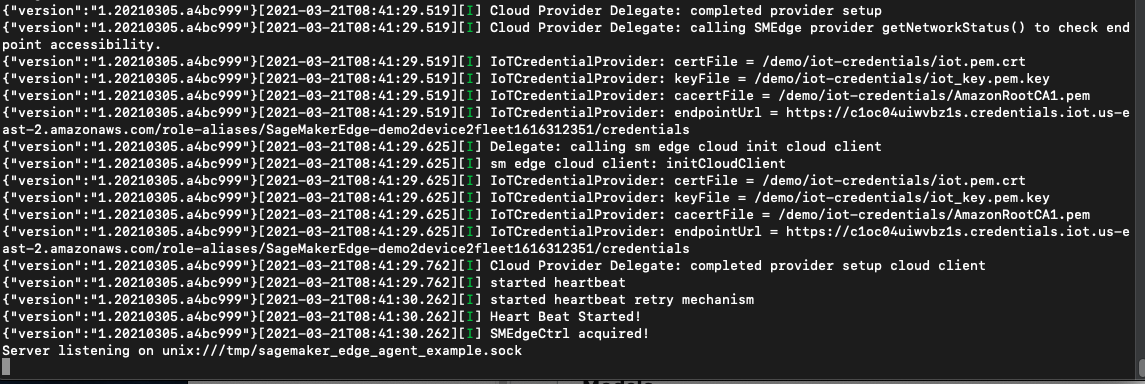 {"version":"1.20210305.a4bc999"}[2021-03-21T08:41:29.519][I] Cloud Provider Delegate: completed provider setup
{"version":"1.20210305.a4bc999"}[2021-03-21T08:41:29.519][I] Cloud Provider Delegate: calling SMEdge provider getNetworkStatus() to check end
point accessibility.
{"version":"1.20210305.a4bc999"}[2021-03-21T08:41:29.519][I] IoTCredentialProvider: certFile = /demo/iot-credentials/iot.pem.crt
{"version":"1.20210305.a4bc999"}[2021-03-21T08:41:29.519][I] IoTCredentialProvider: keyFile = /demo/iot-credentials/iot_key.pem.key
{"version":"1.20210305.a4bc999"}[2021-03-21T08:41:29.519][I] IoTCredentialProvider: cacertFile = /demo/iot-credentials/AmazonRootCA1.pem
{"version":"1.20210305.a4bc999"}[2021-03-21T08:41:29.519][I] IoTCredentialProvider: endpointUrl = https://c1oc04uiwvbz1s.credentials.iot.us-e
ast-2.amazonaws.com/role-aliases/SageMakerEdge-demo2device2fleet1616312351/credentials
{"version":"1.20210305.a4bc999"}[2021-03-21T08:41:29.625][I] Delegate: calling sm edge cloud init cloud client
{"version":"1.20210305.a4bc999"}[2021-03-21T08:41:29.625][I] sm edge cloud client: initCloudClient
{"version":"1.20210305.a4bc999"}[2021-03-21T08:41:29.625][I] IoTCredentialProvider: certFile = /demo/iot-credentials/iot.pem.crt
{"version":"1.20210305.a4bc999"}[2021-03-21T08:41:29.625][I] IoTCredentialProvider: keyFile = /demo/iot-credentials/iot_key.pem.key
{"version":"1.20210305.a4bc999"}[2021-03-21T08:41:29.625][I] IoTCredentialProvider: cacertFile = /demo/iot-credentials/AmazonRootCA1.pem
{"version":"1.20210305.a4bc999"}[2021-03-21T08:41:29.625][I] IoTCredentialProvider: endpointUrl = https://c1oc04uiwvbz1s.credentials.iot.us-e
ast-2.amazonaws.com/role-aliases/SageMakerEdge-demo2device2fleet1616312351/credentials
{"version":"1.20210305.a4bc999"}[2021-03-21T08:41:29.762][I] Cloud Provider Delegate: completed provider setup cloud client
{"version":"1.20210305.a4bc999"}[2021-03-21T08:41:29.762][I] started heartbeat
{"version":"1.20210305.a4bc999"}[2021-03-21T08:41:30.262][I] started heartbeat retry mechanism
{"version":"1.20210305.a4bc999"}[2021-03-21T08:41:30.262][I] Heart Beat Started!
{"version":"1.20210305.a4bc999"}[2021-03-21T08:41:30.262][I] SMEdgeCtrl acquired!
Server listening on unix:///tmp/sagemaker_edge_agent_example.sock